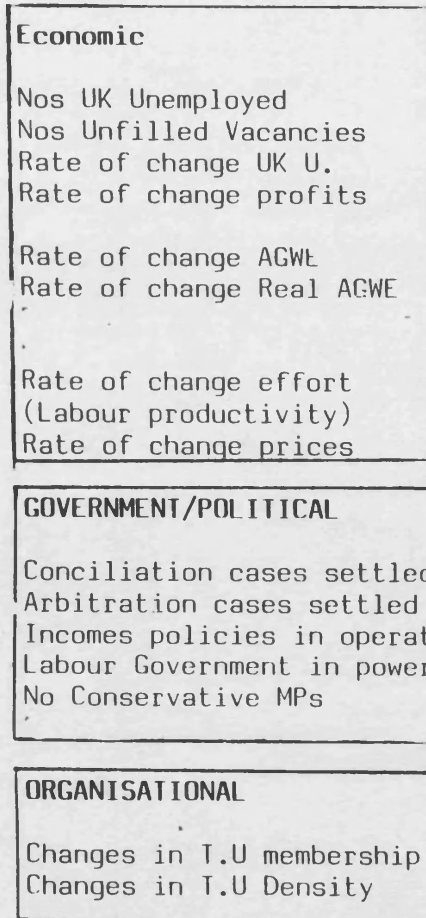 Economic
Nos UK Unemployed
Nos Unfilled Vacancies
Rate of change UK U.
Rate of change profits
Rate of change AGWE
Rate of change Real AGWE
Rate of change effort
(Labour productivity)
Rate of change prices
GOVERNMENT/POLITICAL
Conciliation cases settled
Arbitration cases settled
Incomes policies in operat
Labour Government in power
No Conservative MPs
ORGANISATIONAL
Changes in T.U membership
Changes in T.U Density